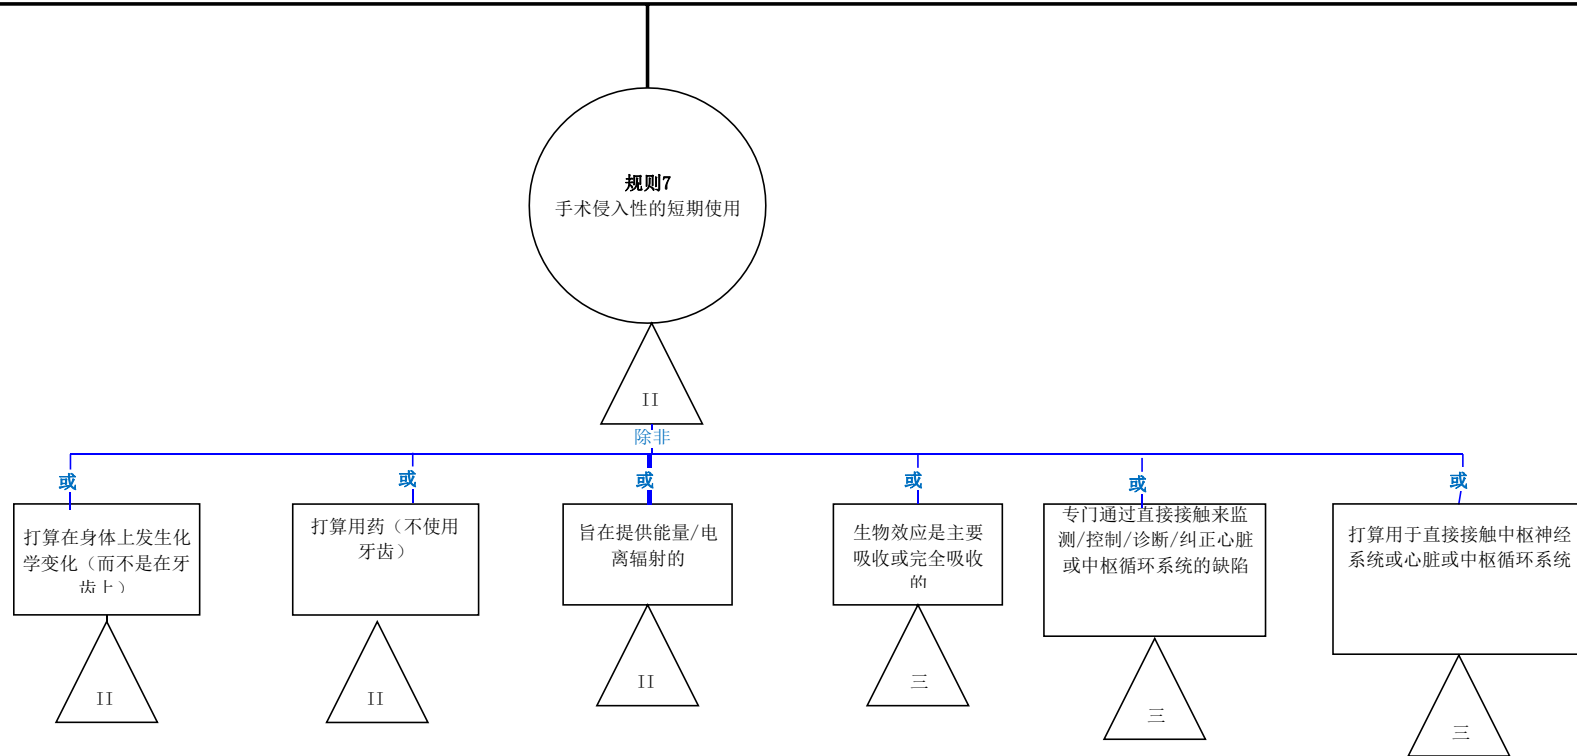 规则7
手术侵入性的短期使用
II
除非
或
或
或
或
或
或
打算在身体上发生化
学变化（而不是在牙
齿上）
打算用药（不使用
牙齿）
旨在提供能量/电
离辐射的
生物效应是主要
吸收或完全吸收
的
专门通过直接接触来监
测/控制/诊断/纠正心脏
或中枢循环系统的缺陷
打算用于直接接触中枢神经
系统或心脏或中枢循环系统
II
II
II
三
三
三